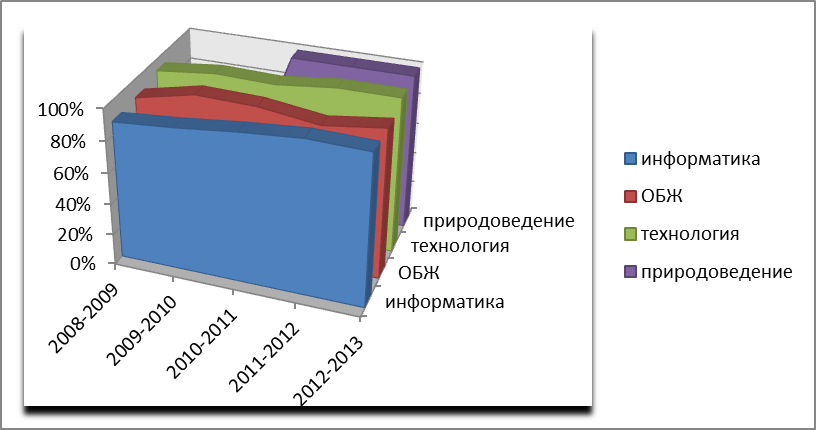 100%
80%
60%
40%
20%
0%
2008-2009
2009-2010
2010-2011
2011-2012
2012-2013
природоведение
технология
ОБЖ
информатика
информатика
ОБЖ
технология
природоведение